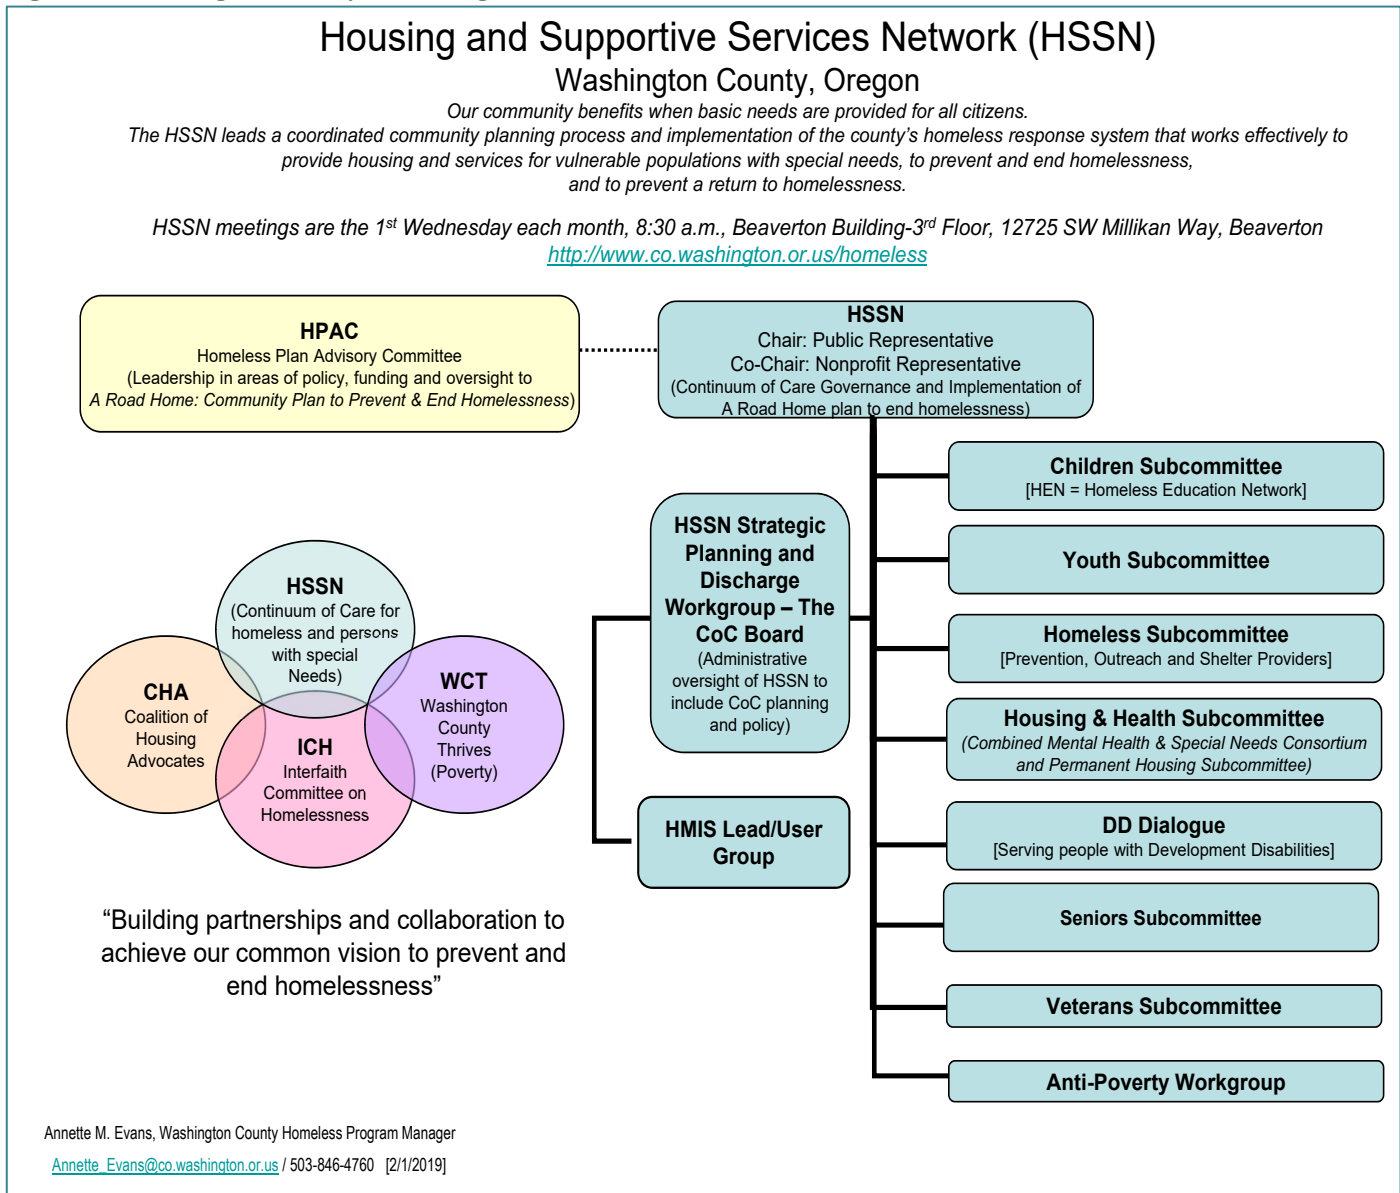 Housing and Supportive Services Network (HSSN)
Washington County, Oregon
Our community benefits when basic needs are provided for all citizens.
The HSSN leads a coordinated community planning process and implementation of the county's homeless response system that works effectively to
provide housing and services for vulnerable populations with special needs, to prevent and end homelessness,
and to prevent a return to homelessness.
HSSN meetings are the 1st Wednesday each month, 8:30 a.m., Beaverton Building-3rd Floor, 12725 SW Millikan Way, Beaverton
http://www.co.washington.or.us/homeless
HPAC
Homeless Plan Advisory Committee
(Leadership in areas of policy, funding and oversight to
A Road Home: Community Plan to Prevent & End Homelessness)
HSSN
Chair: Public Representative
Co-Chair: Nonprofit Representative
(Continuum of Care Governance and Implementation of
A Road Home plan to end homelessness)
HSSN Strategic
Planning and
Discharge
Workgroup – The
CoC Board
(Administrative
oversight of HSSN to
include CoC planning
and policy)
HMIS Lead/User
Group
Children Subcommittee
[HEN = Homeless Education Network]
Youth Subcommittee
Homeless Subcommittee
[Prevention, Outreach and Shelter Providers]
Housing & Health Subcommittee
(Combined Mental Health & Special Needs Consortium
and Permanent Housing Subcommittee)
DD Dialogue
[Serving people with Development Disabilities]
Seniors Subcommittee
Veterans Subcommittee
Anti-Poverty Workgroup
HSSN
(Continuum of Care for
homeless and persons
with special
Needs)
CHA
Coalition of
Housing
Advocates
WCT
Washington
County
Thrives
(Poverty)
ICH
Interfaith
Committee on
Homelessness
“Building partnerships and collaboration to
achieve our common vision to prevent and
end homelessness”
Annette M. Evans, Washington County Homeless Program Manager
Annette_Evans@co.washington.or.us / 503-846-4760 [2/1/2019]